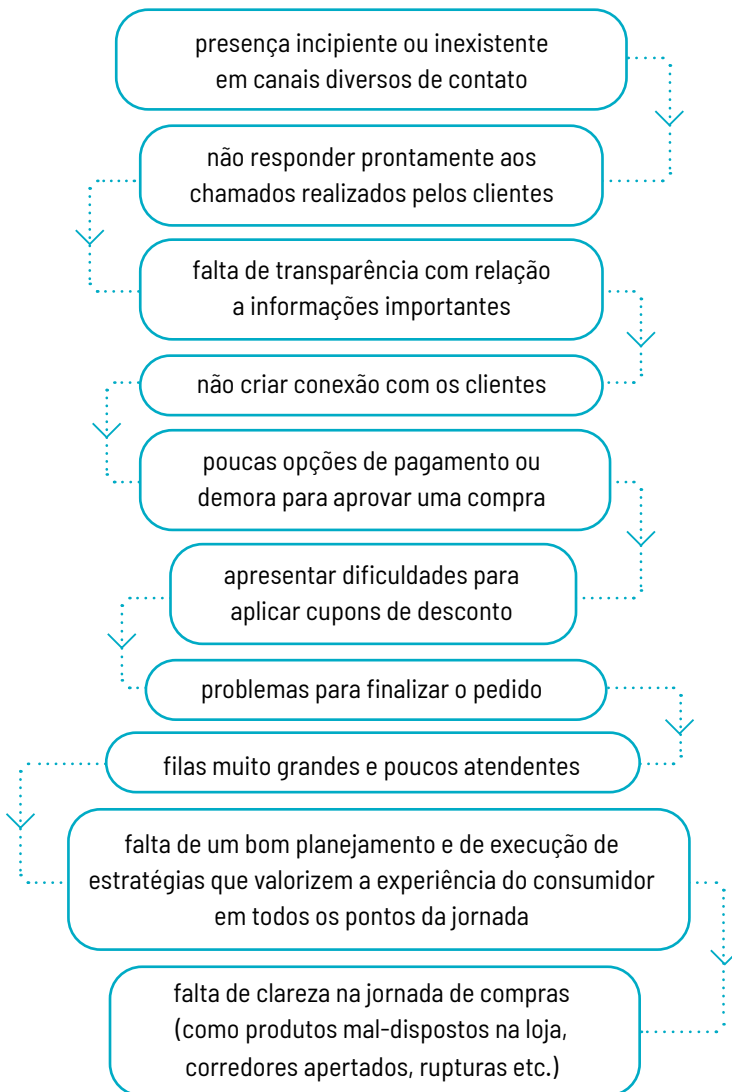 presença incipiente ou inexistente
em canais diversos de contato
não responder prontamente aos
chamados realizados pelos clientes
falta de transparência com relação
a informações importantes
não criar conexão com os clientes
poucas opções de pagamento ou
demora para aprovar uma compra
apresentar dificuldades para
aplicar cupons de desconto
problemas para finalizar o pedido
filas muito grandes e poucos atendentes
falta de um bom planejamento e de execução de
estratégias que valorizem a experiência do consumidor
em todos os pontos da jornada
falta de clareza na jornada de compras
(como produtos mal-dispostos na loja,
corredores apertados, rupturas etc.)